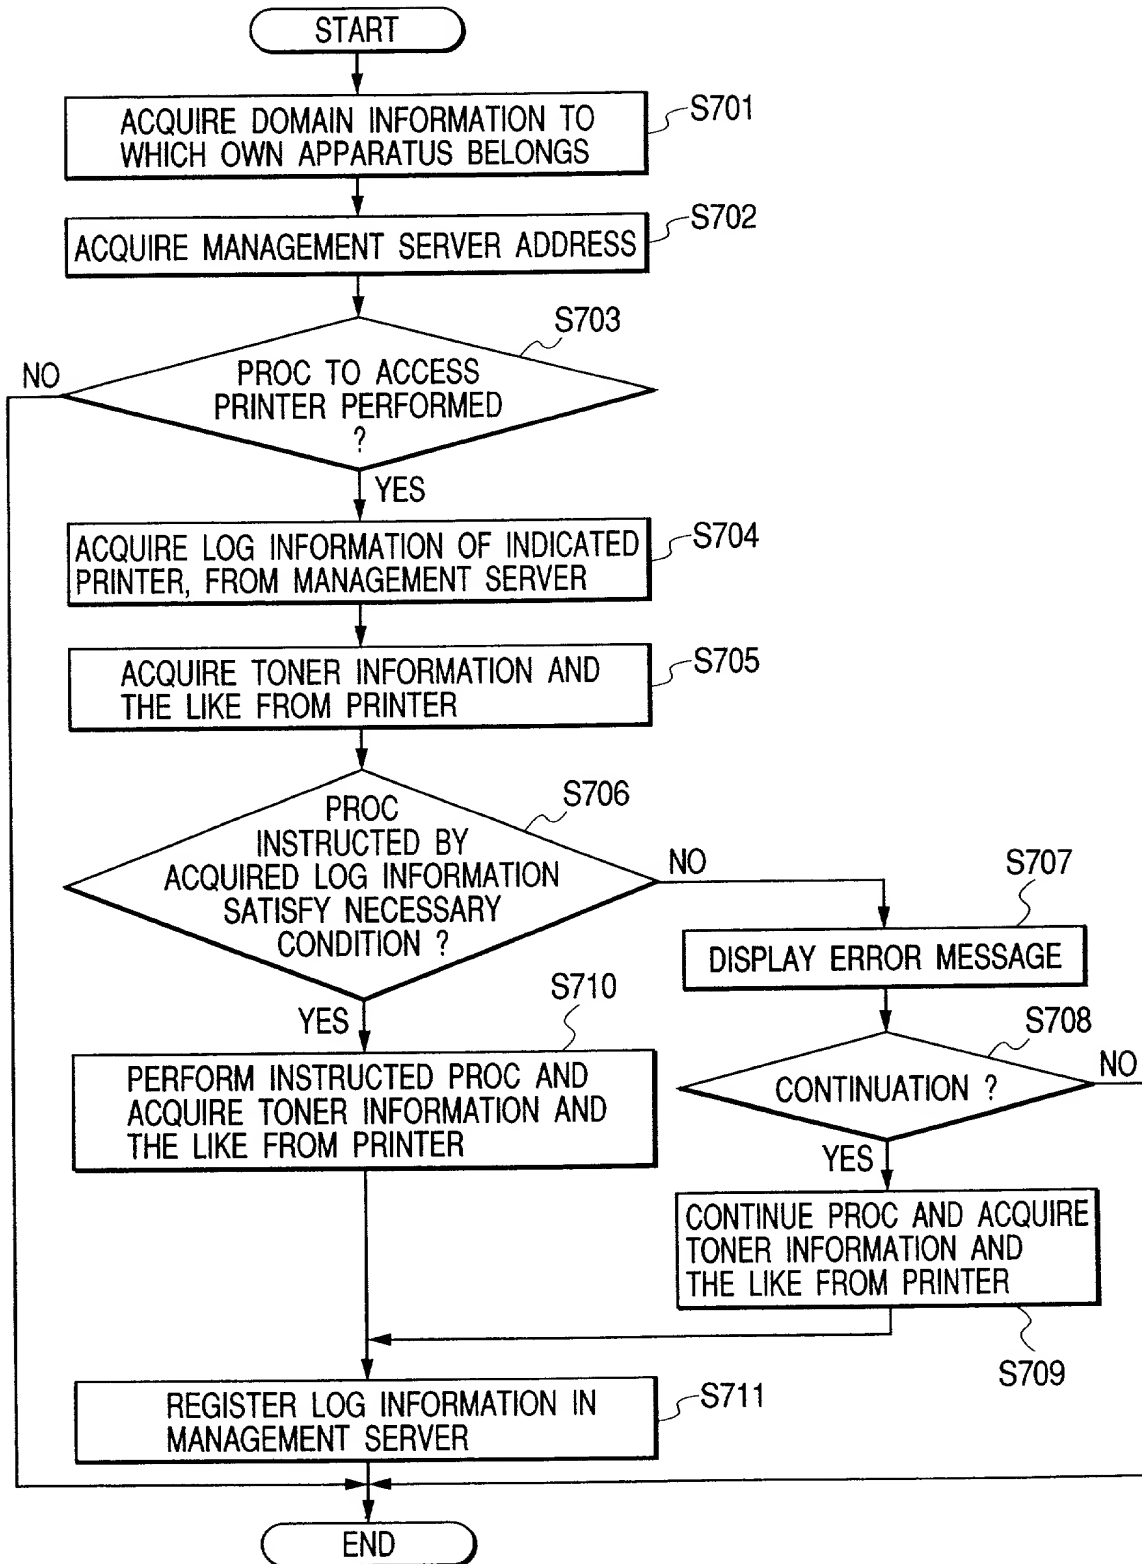 START
ACQUIRE DOMAIN INFORMATION TO
WHICH OWN APPARATUS BELONGS
S701
ACQUIRE MANAGEMENT SERVER ADDRESS
S702
S703
NO
PROC TO ACCESS
PRINTER PERFORMED
?
YES
ACQUIRE LOG INFORMATION OF INDICATED
PRINTER, FROM MANAGEMENT SERVER
S704
ACQUIRE TONER INFORMATION AND
THE LIKE FROM PRINTER
S705
S706
PROC
INSTRUCTED BY
ACQUIRED LOG INFORMATION
SATISFY NECESSARY
CONDITION ?
NO
S707
DISPLAY ERROR MESSAGE
YES
S710
PERFORM INSTRUCTED PROC AND
ACQUIRE TONER INFORMATION AND
THE LIKE FROM PRINTER
S708
CONTINUATION ?
NO
YES
CONTINUE PROC AND ACQUIRE
TONER INFORMATION AND
THE LIKE FROM PRINTER
S709
REGISTER LOG INFORMATION IN
MANAGEMENT SERVER
S711
END